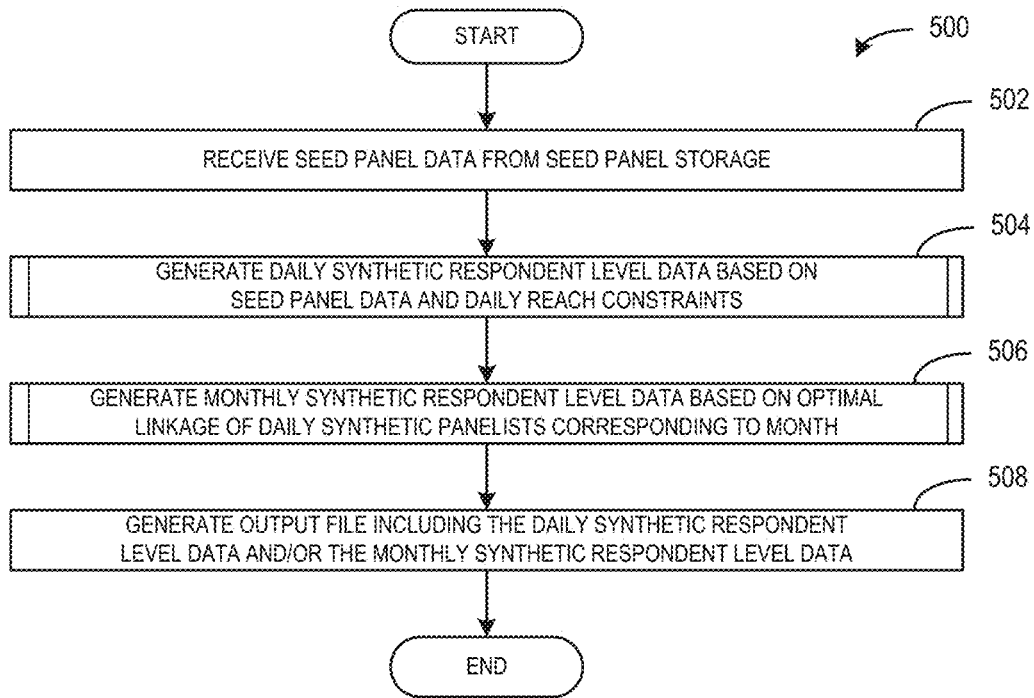 START
500
502
RECEIVE SEED PANEL DATA FROM SEED PANEL STORAGE
504
GENERATE DAILY SYNTHETIC RESPONDENT LEVEL DATA BASED ON
SEED PANEL DATA AND DAILY REACH CONSTRAINTS
506
GENERATE MONTHLY SYNTHETIC RESPONDENT LEVEL DATA BASED ON OPTIMAL
LINKAGE OF DAILY SYNTHETIC PANELISTS CORRESPONDING TO MONTH
508
GENERATE OUTPUT FILE INCLUDING THE DAILY SYNTHETIC RESPONDENT
LEVEL DATA AND/OR THE MONTHLY SYNTHETIC RESPONDENT LEVEL DATA
END